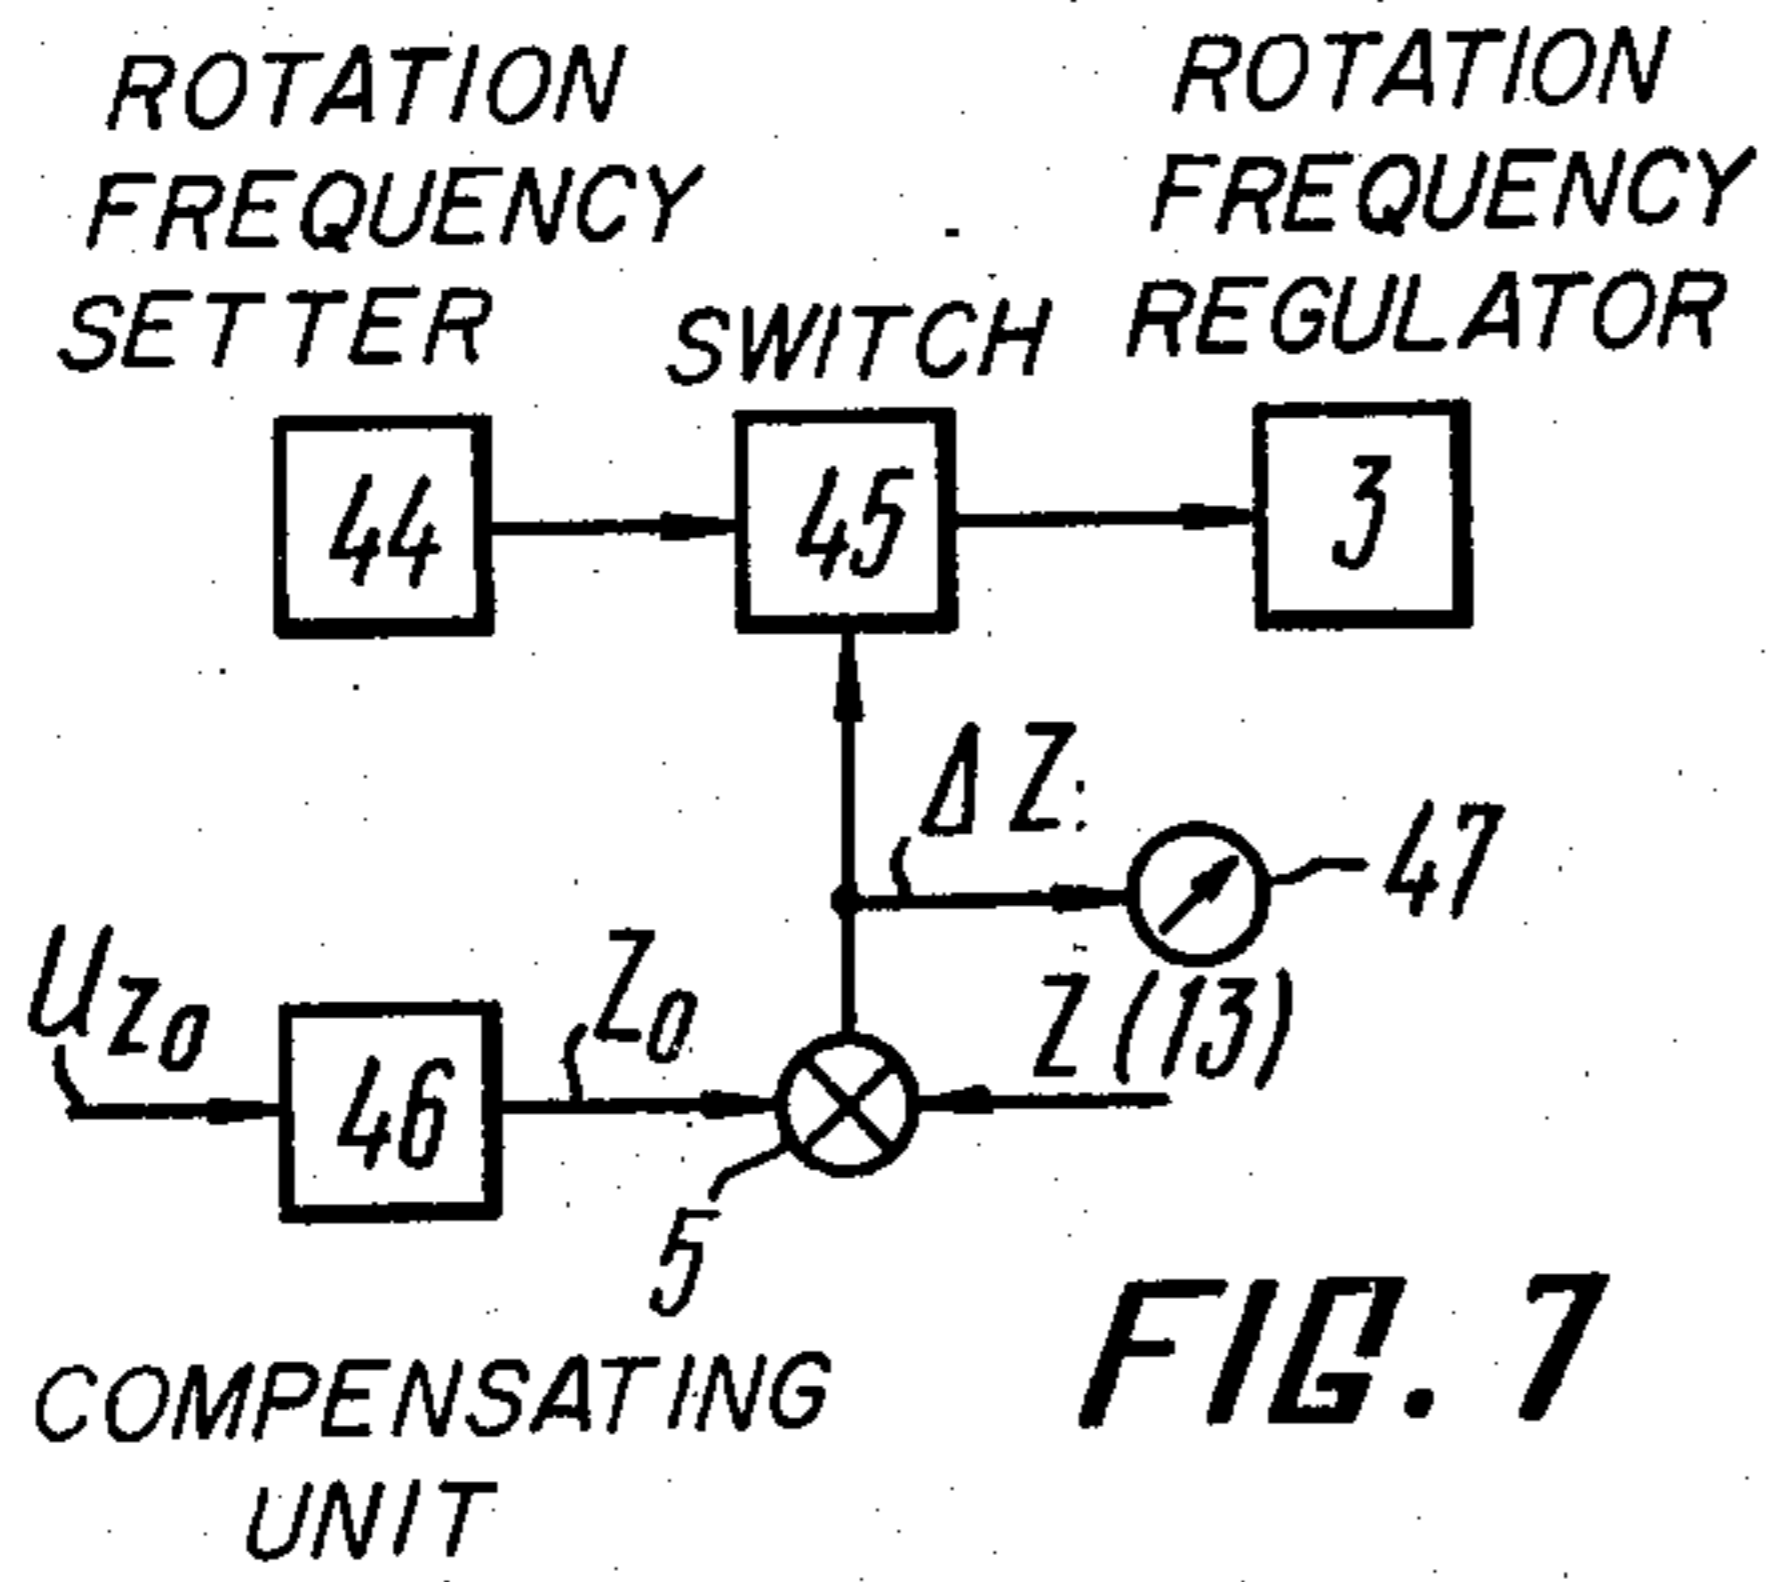 ROTATION
FREQUENCY
SETTER
SWITCH
ROTATION
FREQUENCY
REGULATOR
44
45
3
ΔZ
47
Uz0
46
Z0
Z(13)
5
COMPENSATING
UNIT
FIG. 7